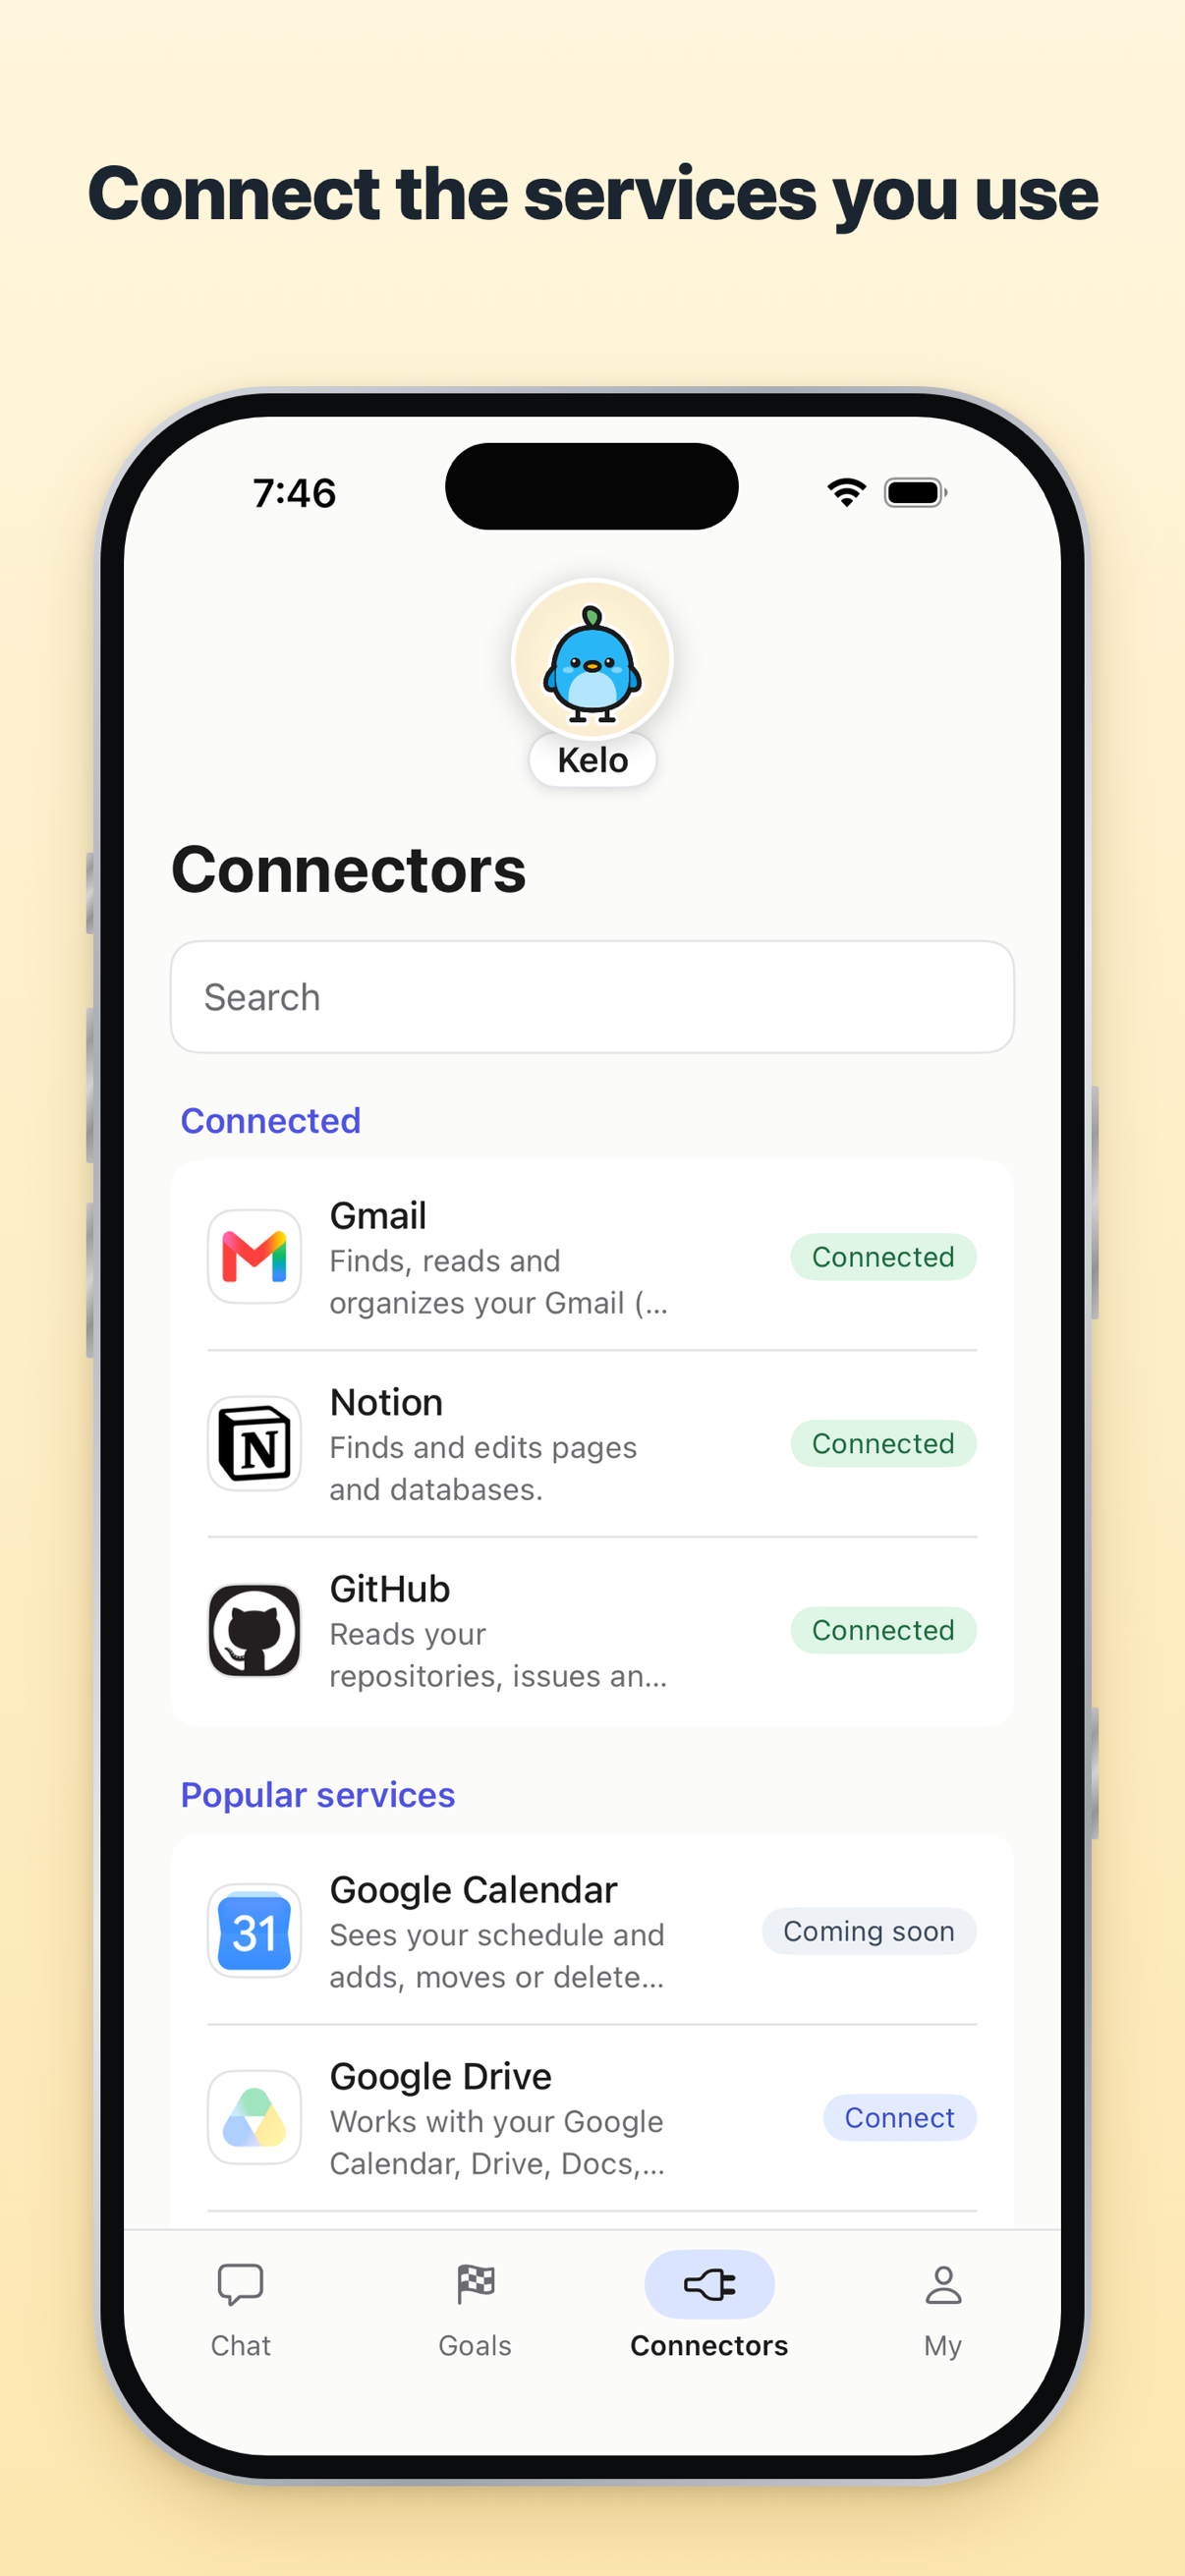 Connect the services you use
7:46
Kelo
Connectors
Search
Connected
Gmail
Finds, reads and
organizes your Gmail (...
Connected
Notion
Finds and edits pages
and databases.
Connected
GitHub
Reads your
repositories, issues an...
Connected
Popular services
31
Google Calendar
Sees your schedule and
adds, moves or delete...
Coming soon
Google Drive
Works with your Google
Calendar, Drive, Docs,...
Connect
Chat
Goals
Connectors
My